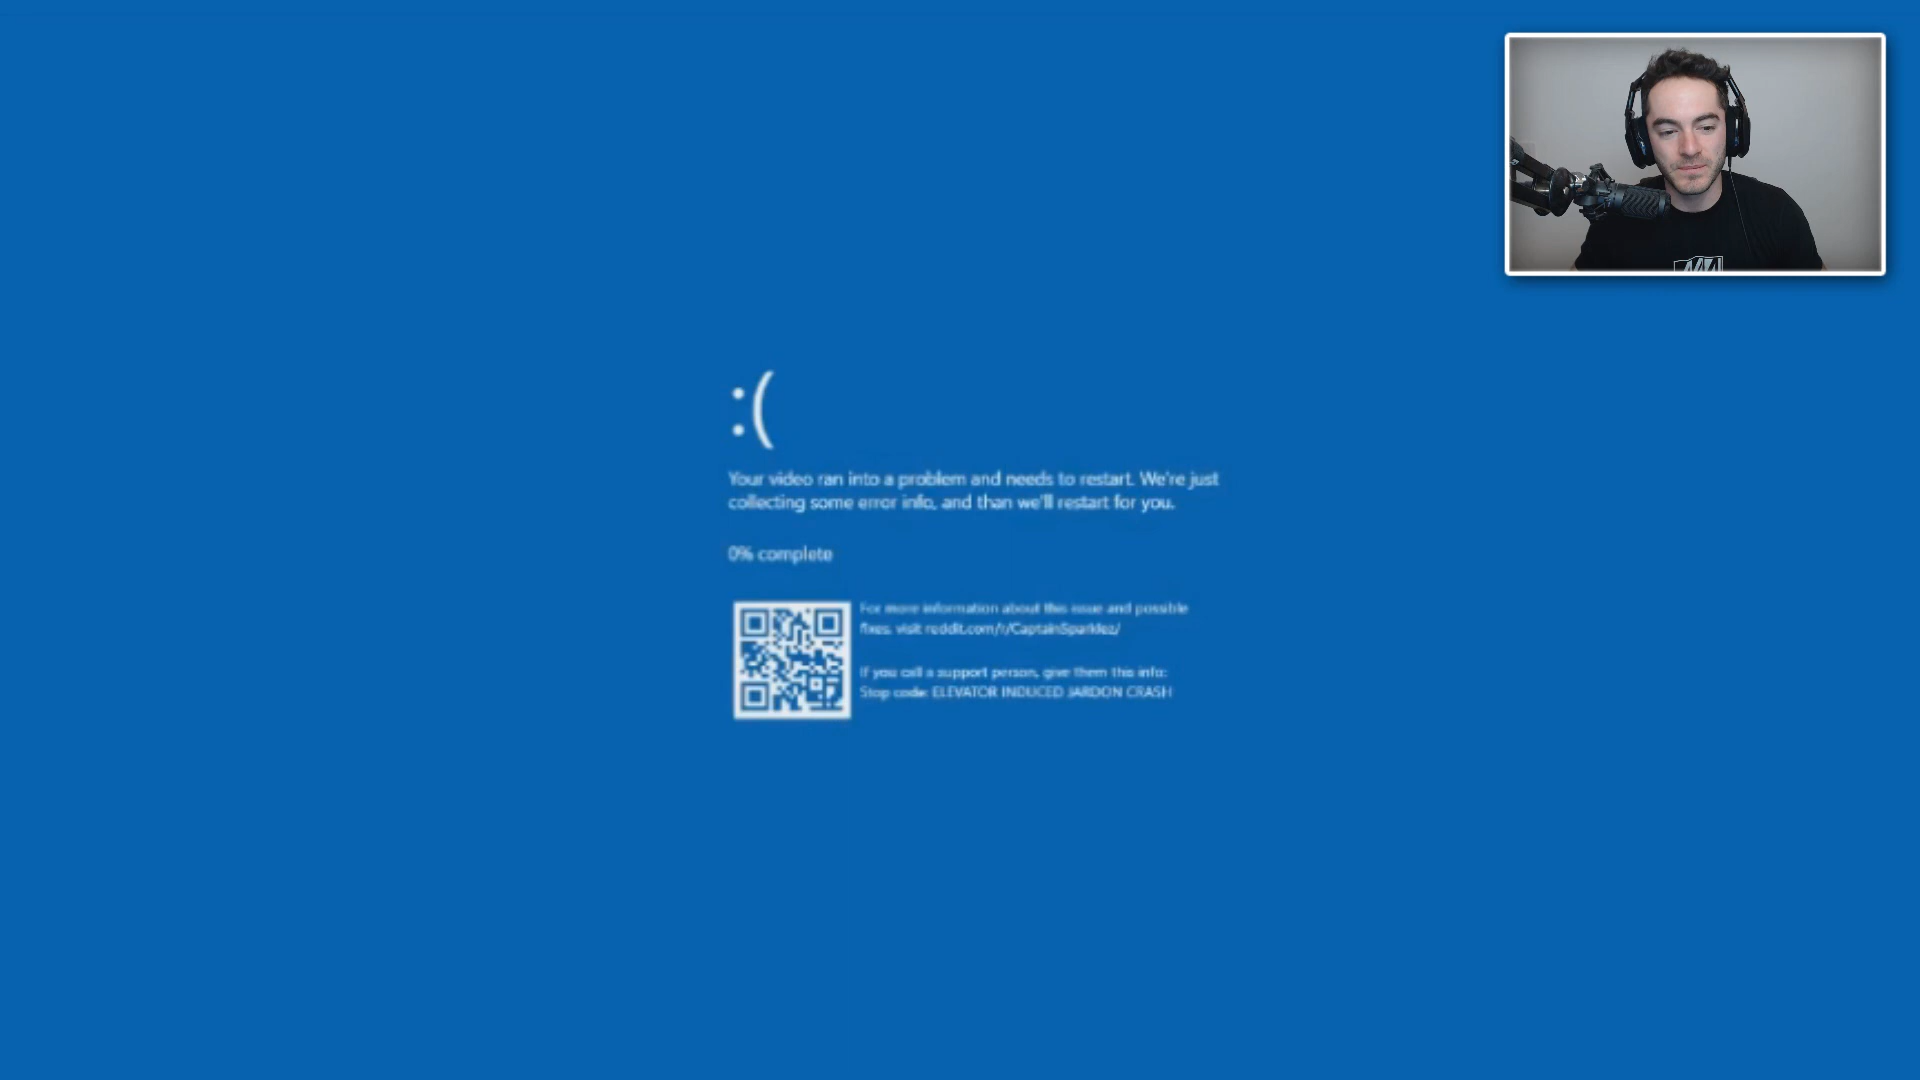 :(
Your video ran into a problem and needs to restart. We're just
collecting some error info, and than we'll restart for you.
0% complete
For more information about this issue and possible
fixes, visit reddit.com/r/CaptainSparklez/
If you call a support person, give them this info:
Stop code: ELEVATOR INDUCED JARDON CRASH